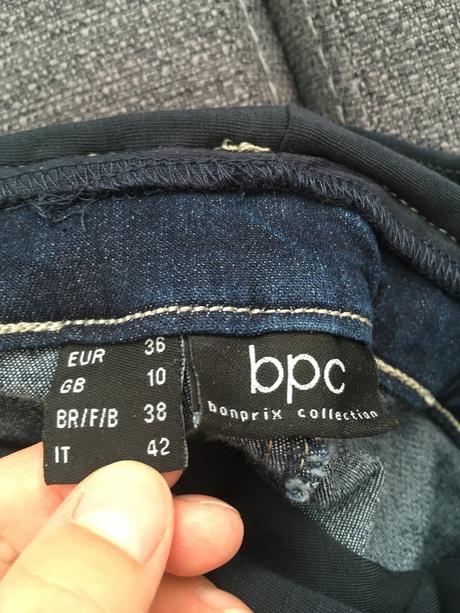 EUR 36
GB 10
BR/F/B 38
IT 42
bpc
bonprix collection